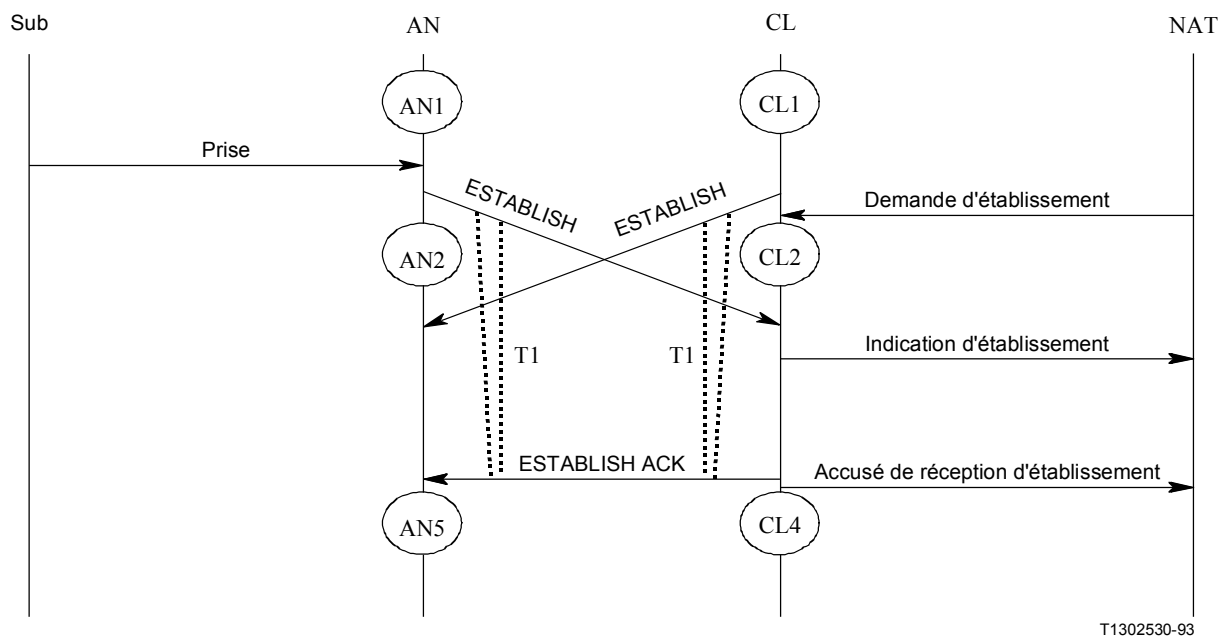 Sub
AN
CL
NAT
AN1
CL1
Prise
ESTABLISH
ESTABLISH
Demande d'établissement
AN2
CL2
T1
T1
Indication d'établissement
ESTABLISH ACK
Accusé de réception d'établissement
AN5
CL4
T1302530-93